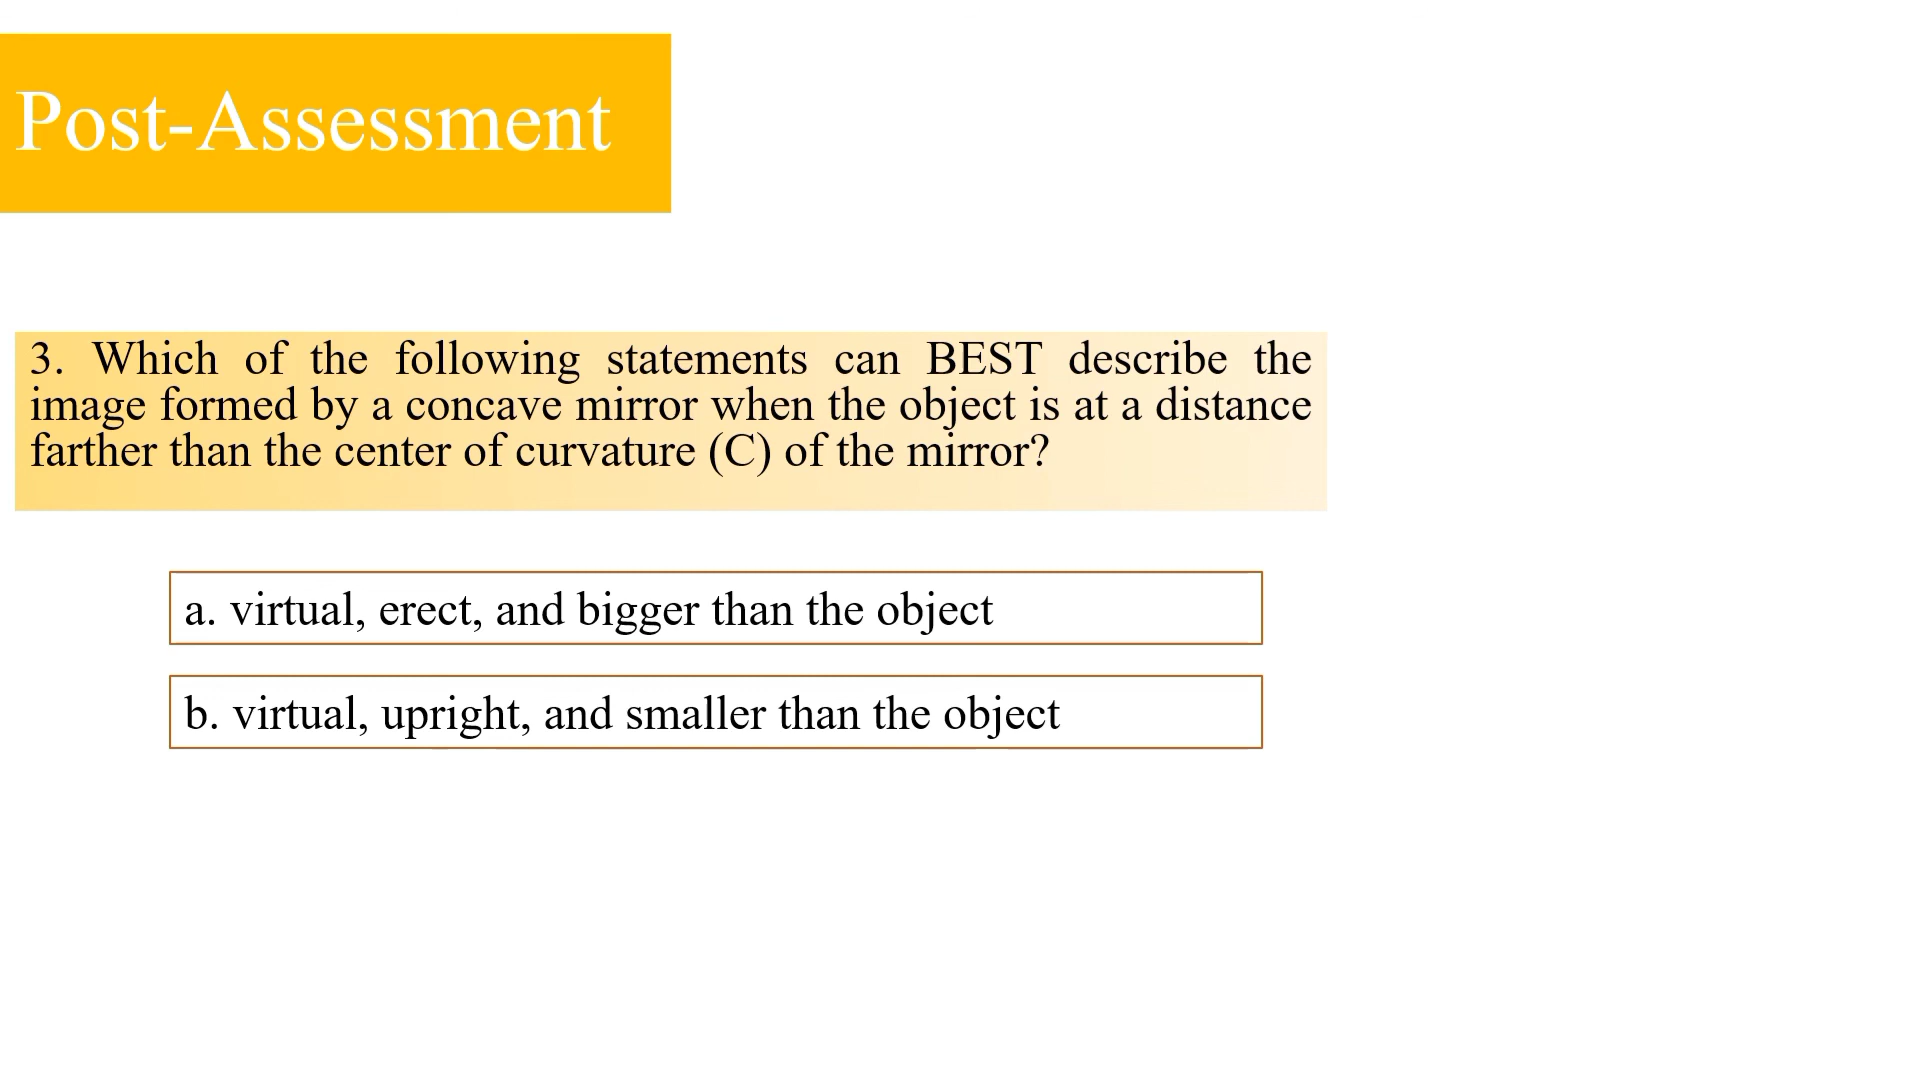 Post-Assessment
3. Which of the following statements can BEST describe the
image formed by a concave mirror when the object is at a distance
farther than the center of curvature (C) of the mirror?
a. virtual, erect, and bigger than the object
b. virtual, upright, and smaller than the object